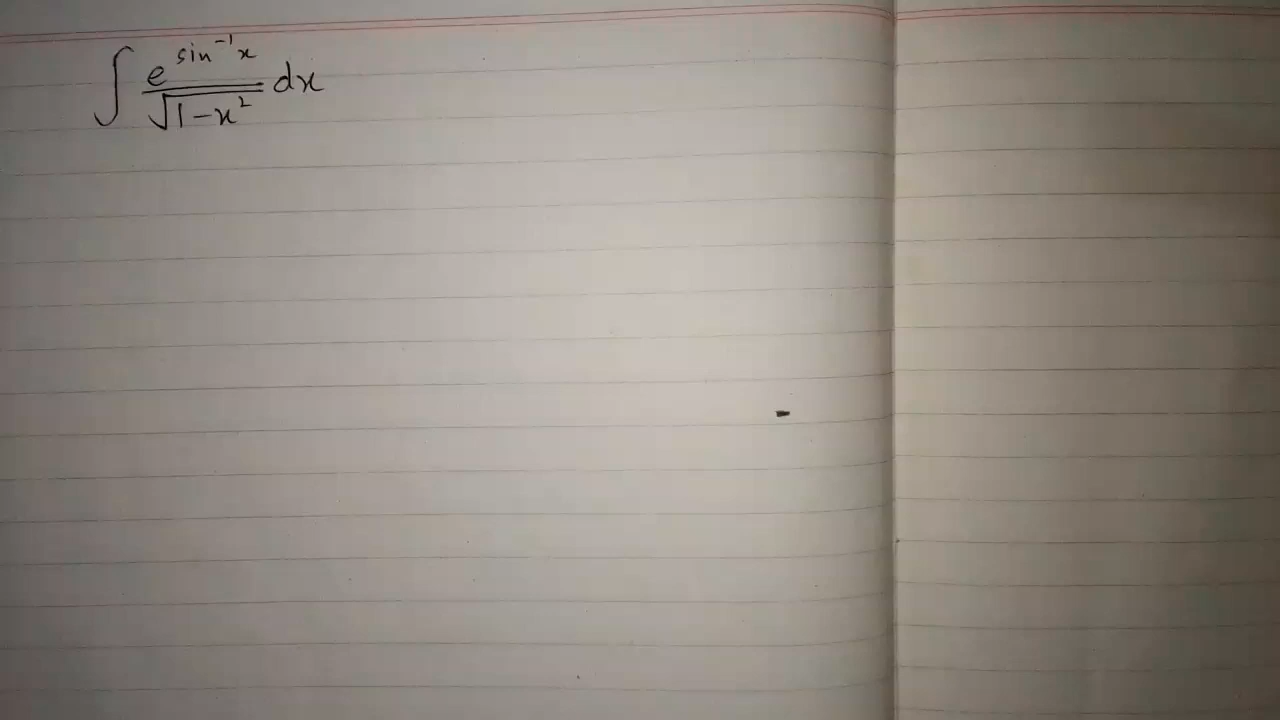 ∫ e^{sin⁻¹x} / √(1-x²) dx